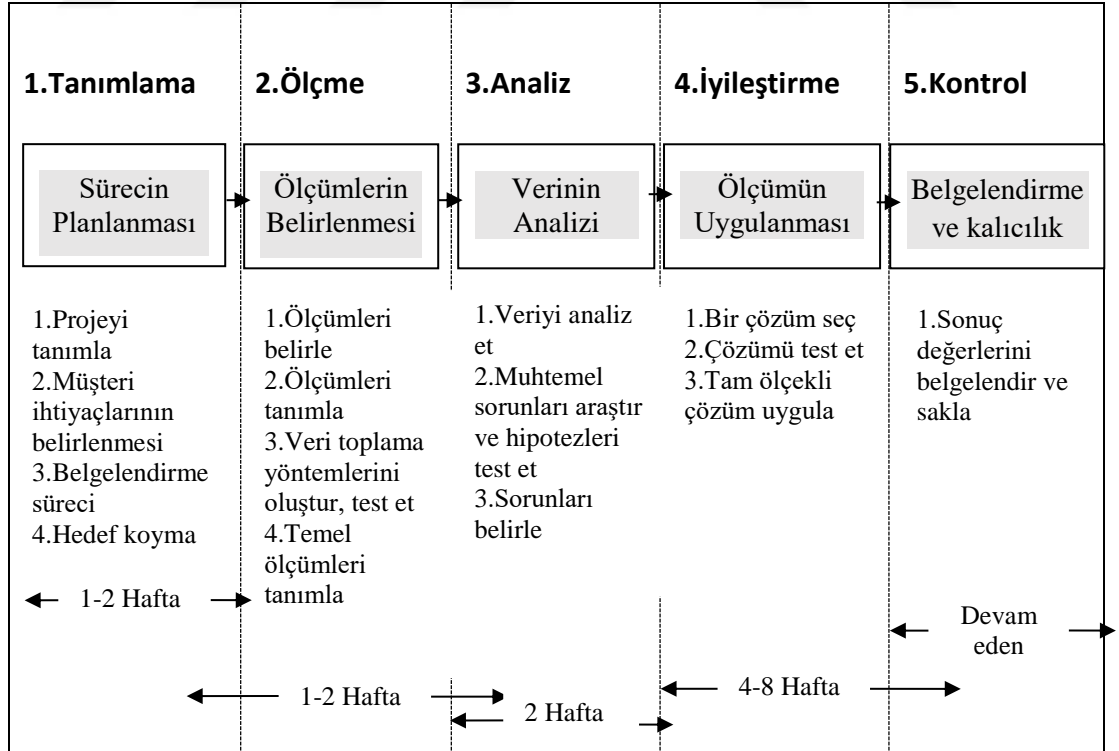 1.Tanımlama
2.Ölçme
3.Analiz
4.İyileştirme
5.Kontrol
Sürecin
Planlanması
Ölçümlerin
Belirlenmesi
Verinin
Analizi
Ölçümün
Uygulanması
Belgelendirme
ve kalıcılık
1.Projeyi
tanımla
2.Müşteri
ihtiyaçlarının
belirlenmesi
3.Belgelendirme
süreci
4.Hedef koyma
1.Ölçümleri
belirle
2.Ölçümleri
tanımla
3.Veri toplama
yöntemlerini
oluştur, test et
4.Temel
ölçümleri
tanımla
1.Veriyi analiz
et
2.Muhtemel
sorunları araştır
ve hipotezleri
test et
3.Sorunları
belirle
1.Bir çözüm seç
2.Çözümü test et
3.Tam ölçekli
çözüm uygula
1.Sonuç
değerlerini
belgelendir ve
sakla
1-2 Hafta
1-2 Hafta
2 Hafta
4-8 Hafta
Devam
eden